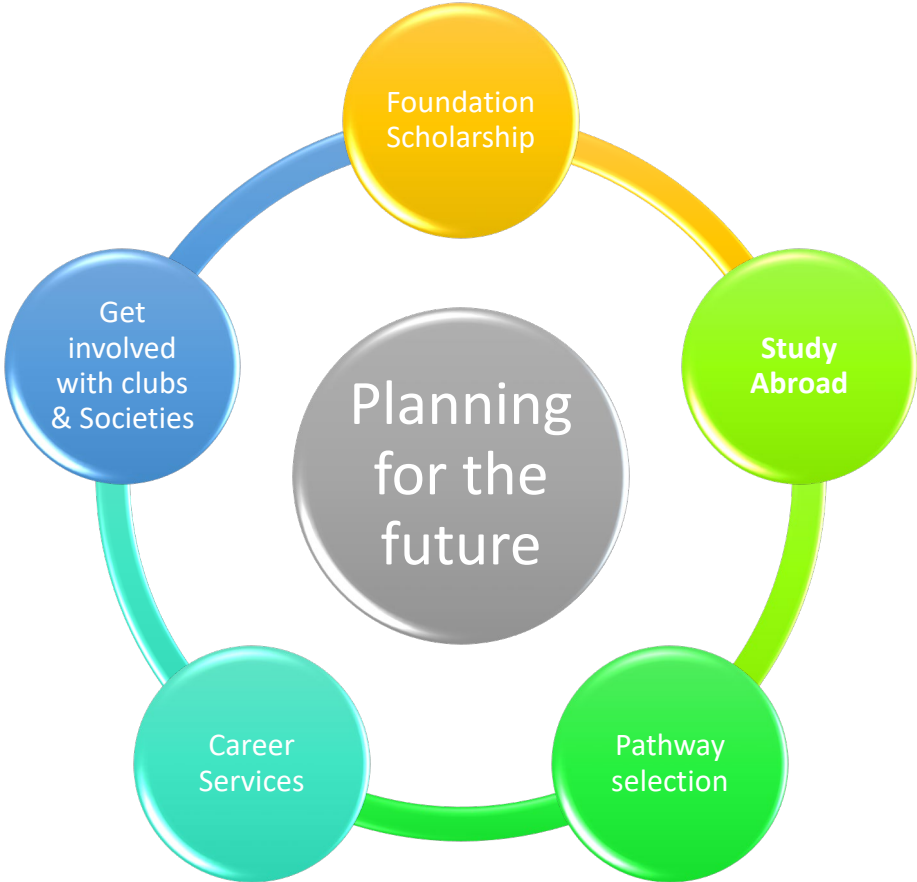 Foundation
Scholarship
Study
Abroad
Pathway
selection
Career
Services
Get
involved
with clubs
& Societies
Planning
for the
future